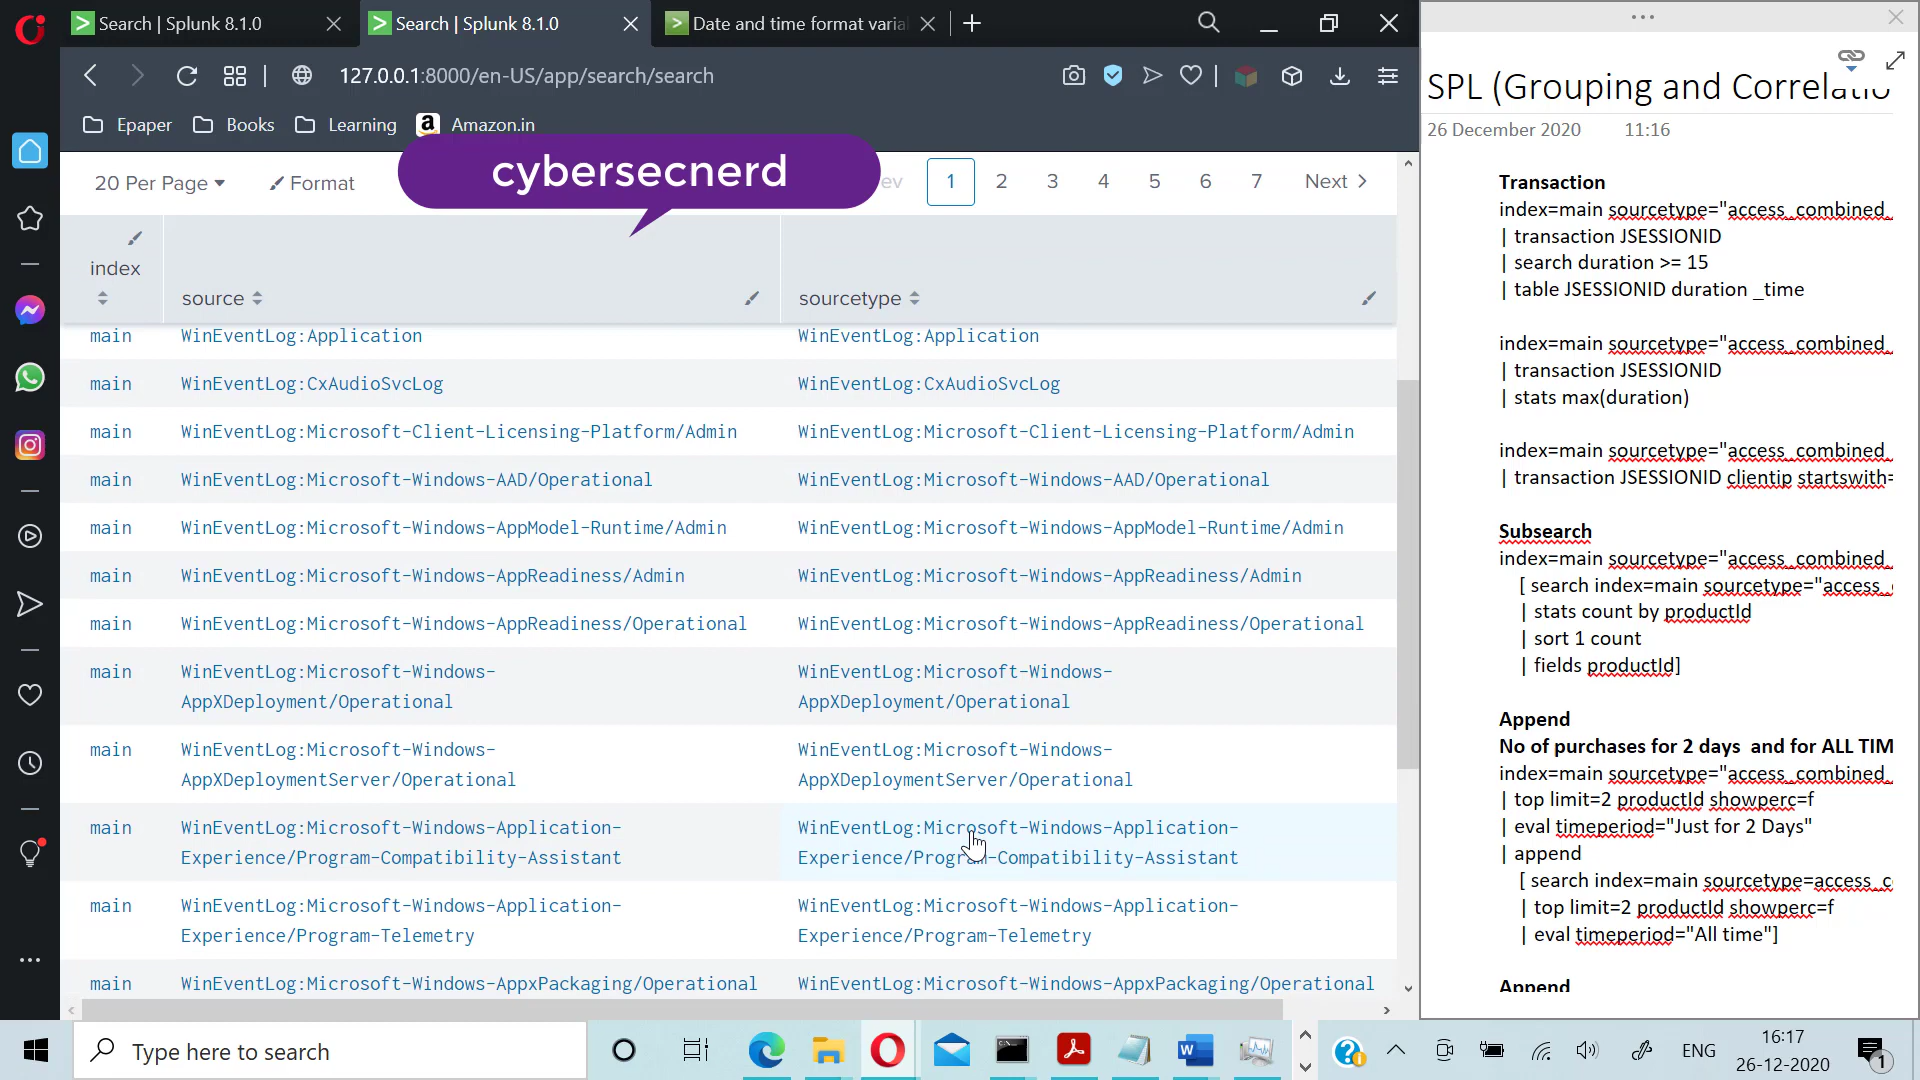 Search | Splunk 8.1.0
Search | Splunk 8.1.0
Date and time format varia
127.0.0.1:8000/en-US/app/search/search
Epaper
Books
Learning
Amazon.in
cybersecnerd
20 Per Page
Format
1
2
3
4
5
6
7
Next
index
source
sourcetype
main WinEventLog:Application WinEventLog:Application
main WinEventLog:CxAudioSvcLog WinEventLog:CxAudioSvcLog
main WinEventLog:Microsoft-Client-Licensing-Platform/Admin WinEventLog:Microsoft-Client-Licensing-Platform/Admin
main WinEventLog:Microsoft-Windows-AAD/Operational WinEventLog:Microsoft-Windows-AAD/Operational
main WinEventLog:Microsoft-Windows-AppModel-Runtime/Admin WinEventLog:Microsoft-Windows-AppModel-Runtime/Admin
main WinEventLog:Microsoft-Windows-AppReadiness/Admin WinEventLog:Microsoft-Windows-AppReadiness/Admin
main WinEventLog:Microsoft-Windows-AppReadiness/Operational WinEventLog:Microsoft-Windows-AppReadiness/Operational
main WinEventLog:Microsoft-Windows- WinEventLog:Microsoft-Windows-
AppXDeployment/Operational AppXDeployment/Operational
main WinEventLog:Microsoft-Windows- WinEventLog:Microsoft-Windows-
AppXDeploymentServer/Operational AppXDeploymentServer/Operational
main WinEventLog:Microsoft-Windows-Application- WinEventLog:Microsoft-Windows-Application-
Experience/Program-Compatibility-Assistant Experience/Program-Compatibility-Assistant
main WinEventLog:Microsoft-Windows-Application- WinEventLog:Microsoft-Windows-Application-
Experience/Program-Telemetry Experience/Program-Telemetry
main WinEventLog:Microsoft-Windows-AppxPackaging/Operational WinEventLog:Microsoft-Windows-AppxPackaging/Operational
SPL (Grouping and Correlatio
26 December 2020 11:16
Transaction
index=main sourcetype="access_combined_
| transaction JSESSIONID
| search duration >= 15
| table JSESSIONID duration _time
index=main sourcetype="access_combined_
| transaction JSESSIONID
| stats max(duration)
index=main sourcetype="access_combined_
| transaction JSESSIONID clientip startswith=
Subsearch
index=main sourcetype="access_combined_
[ search index=main sourcetype="access_
| stats count by productId
| sort 1 count
| fields productId]
Append
No of purchases for 2 days and for ALL TIM
index=main sourcetype="access_combined_
| top limit=2 productId showperc=f
| eval timeperiod="Just for 2 Days"
| append
[ search index=main sourcetype=access_c
| top limit=2 productId showperc=f
| eval timeperiod="All time"]
Append
Type here to search
ENG
16:17
26-12-2020
1